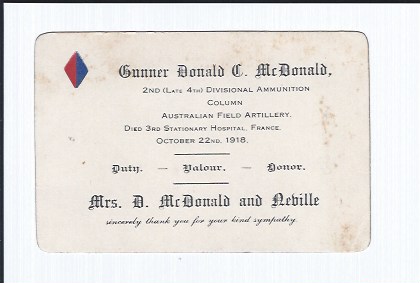 Gunner Donald C. McDonald,
2nd (Late 4th) Divisional Ammunition
Column
Australian Field Artillery.
Died 3rd Stationary Hospital, France.
October 22nd, 1918.
Duty. — Valour. — Honor.
Mrs. D. McDonald and Neville
sincerely thank you for your kind sympathy.